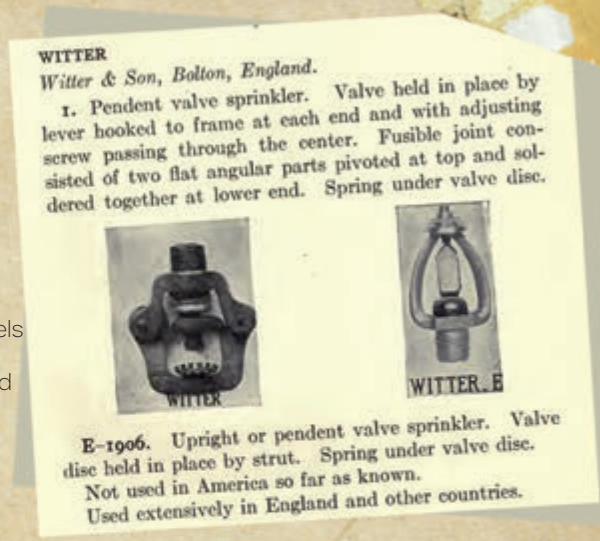 WITTER
Witter & Son, Bolton, England.
1. Pendent valve sprinkler. Valve held in place by
lever hooked to frame at each end and with adjusting
screw passing through the center. Fusible joint con-
sisted of two flat angular parts pivoted at top and sol-
dered together at lower end. Spring under valve disc.
els
d
WITTER
WITTER_E
E-1906. Upright or pendent valve sprinkler. Valve
disc held in place by strut. Spring under valve disc.
Not used in America so far as known.
Used extensively in England and other countries.